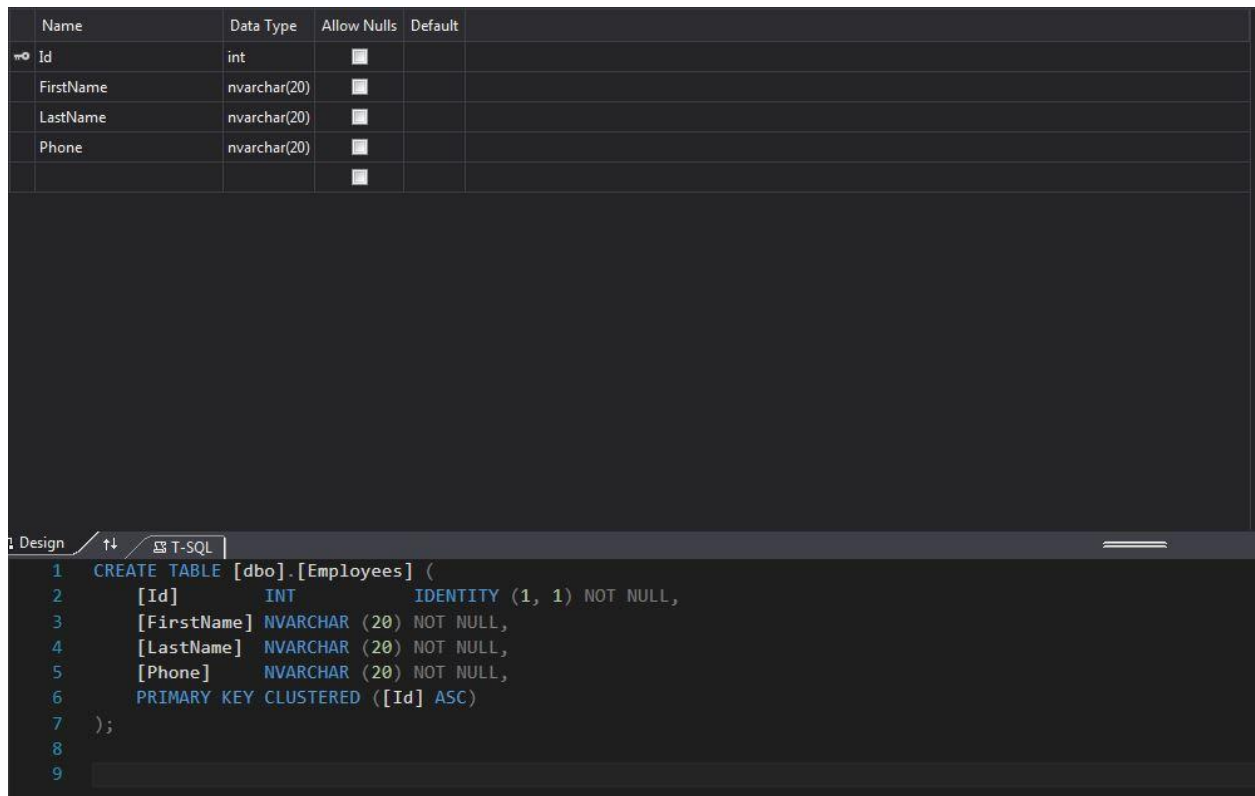 Name Data Type Allow Nulls Default
Id int
FirstName nvarchar(20)
LastName nvarchar(20)
Phone nvarchar(20)
Design T-SQL
1 CREATE TABLE [dbo].[Employees] (
2 [Id] INT IDENTITY (1, 1) NOT NULL,
3 [FirstName] NVARCHAR (20) NOT NULL,
4 [LastName] NVARCHAR (20) NOT NULL,
5 [Phone] NVARCHAR (20) NOT NULL,
6 PRIMARY KEY CLUSTERED ([Id] ASC)
7 );
8
9